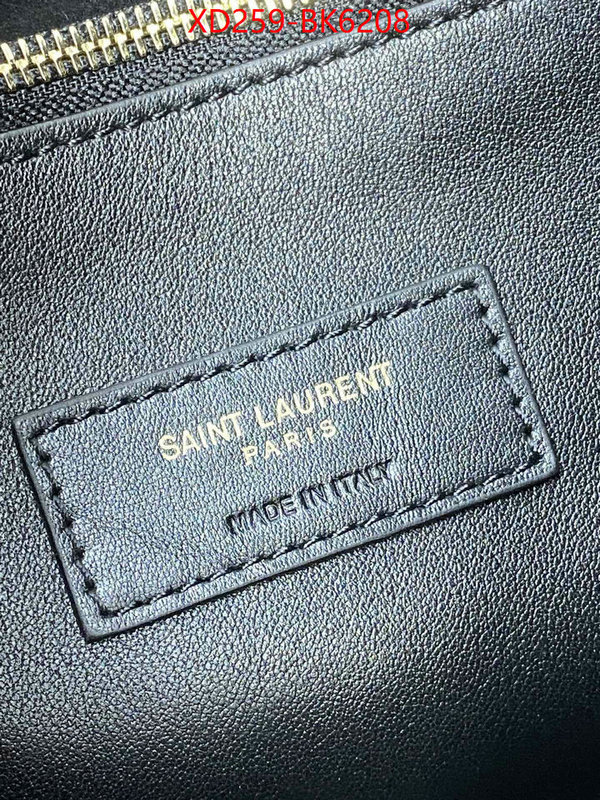 XD259-BK6208
SAINT LAURENT
PARIS
MADE IN ITALY